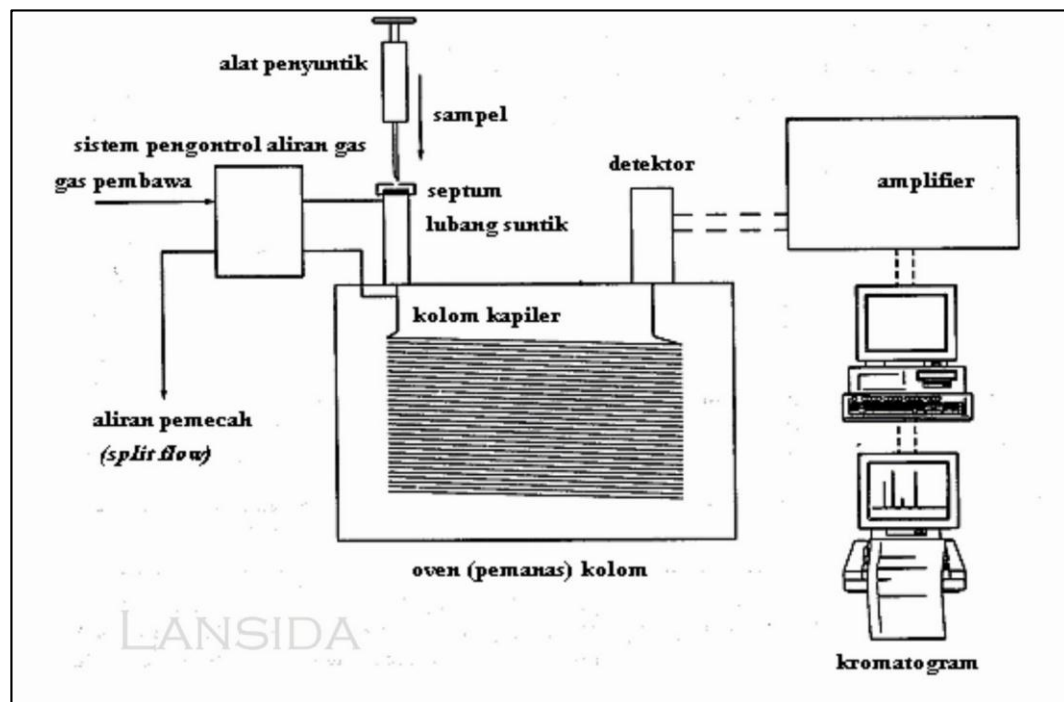 alat penyuntik
sampel
sistem pengontrol aliran gas
gas pembawa
septum
lubang suntik
detektor
amplifier
kolom kapiler
aliran pemecah
(split flow)
oven (pemanas) kolom
kromatogram
LANSIDA